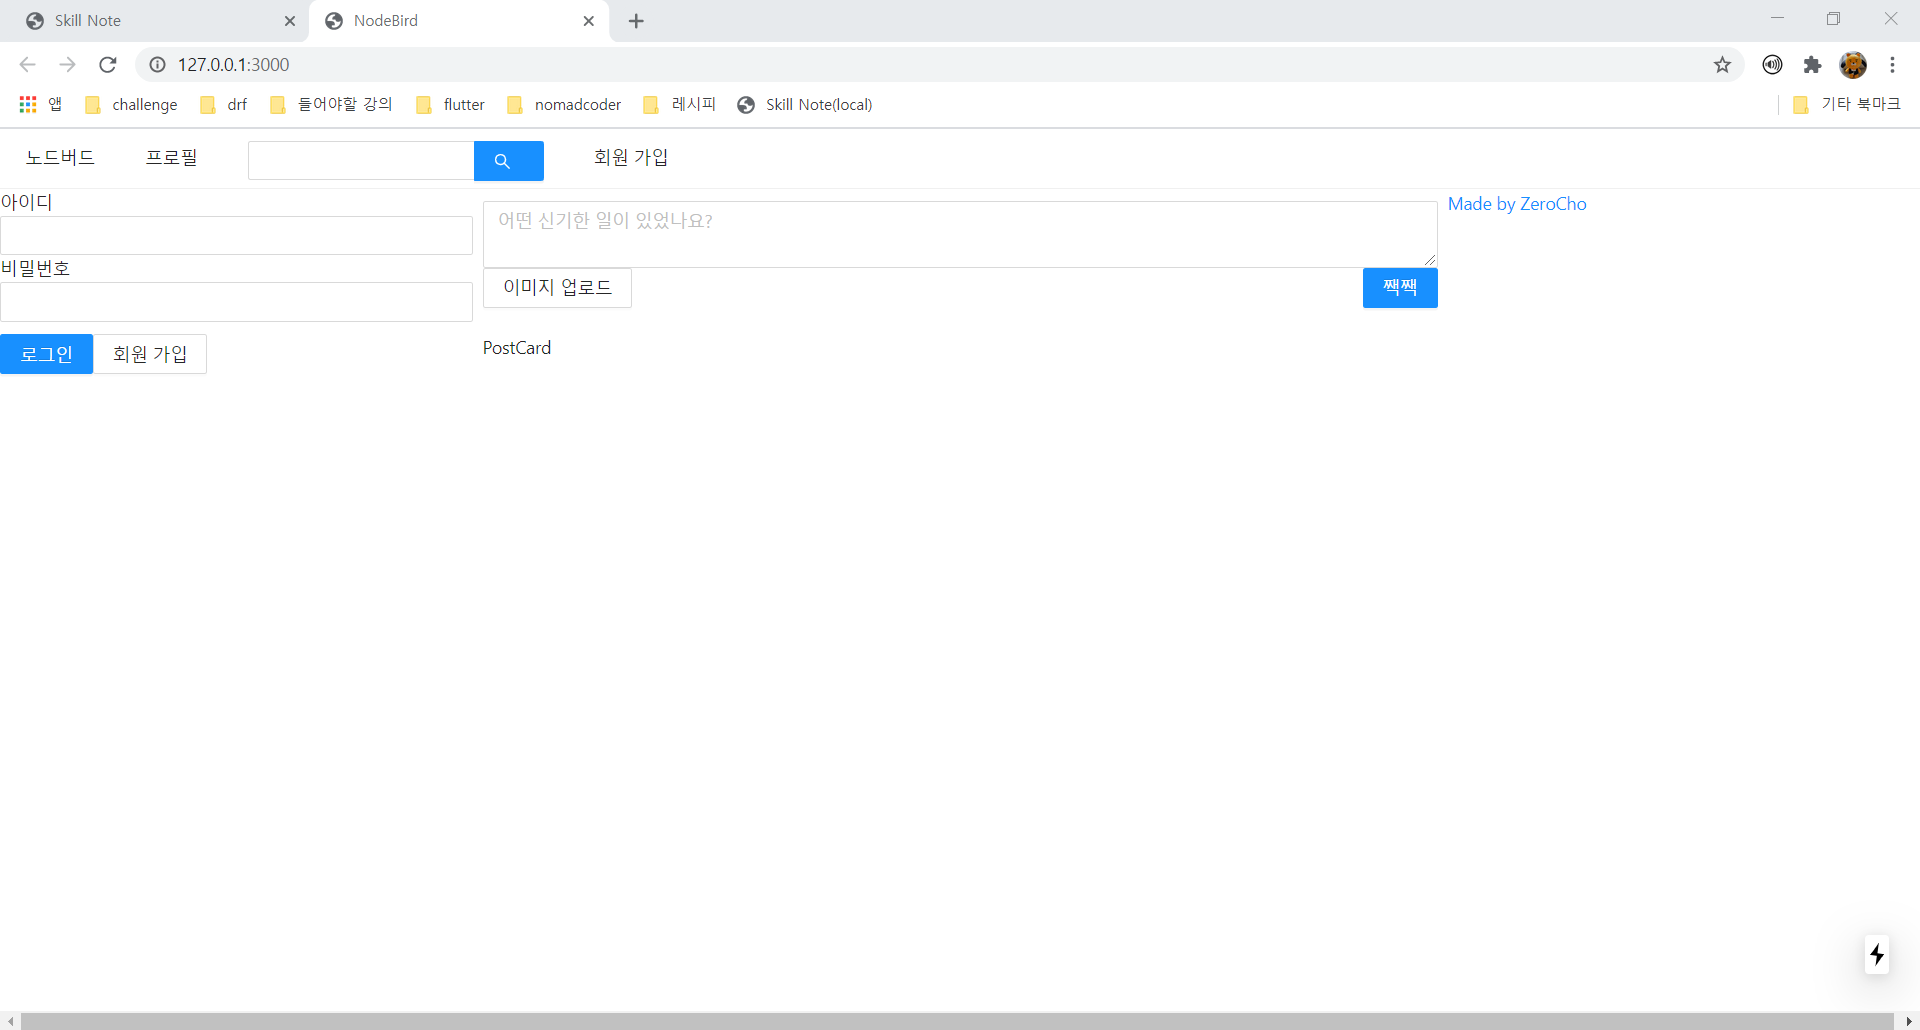 Skill Note
NodeBird
127.0.0.1:3000
앱
challenge
drf
들어야할 강의
flutter
nomadcoder
레시피
Skill Note(local)
기타 북마크
노드버드
프로필
회원 가입
아이디
어떤 신기한 일이 있었나요?
Made by ZeroCho
비밀번호
이미지 업로드
짹짹
로그인
회원 가입
PostCard